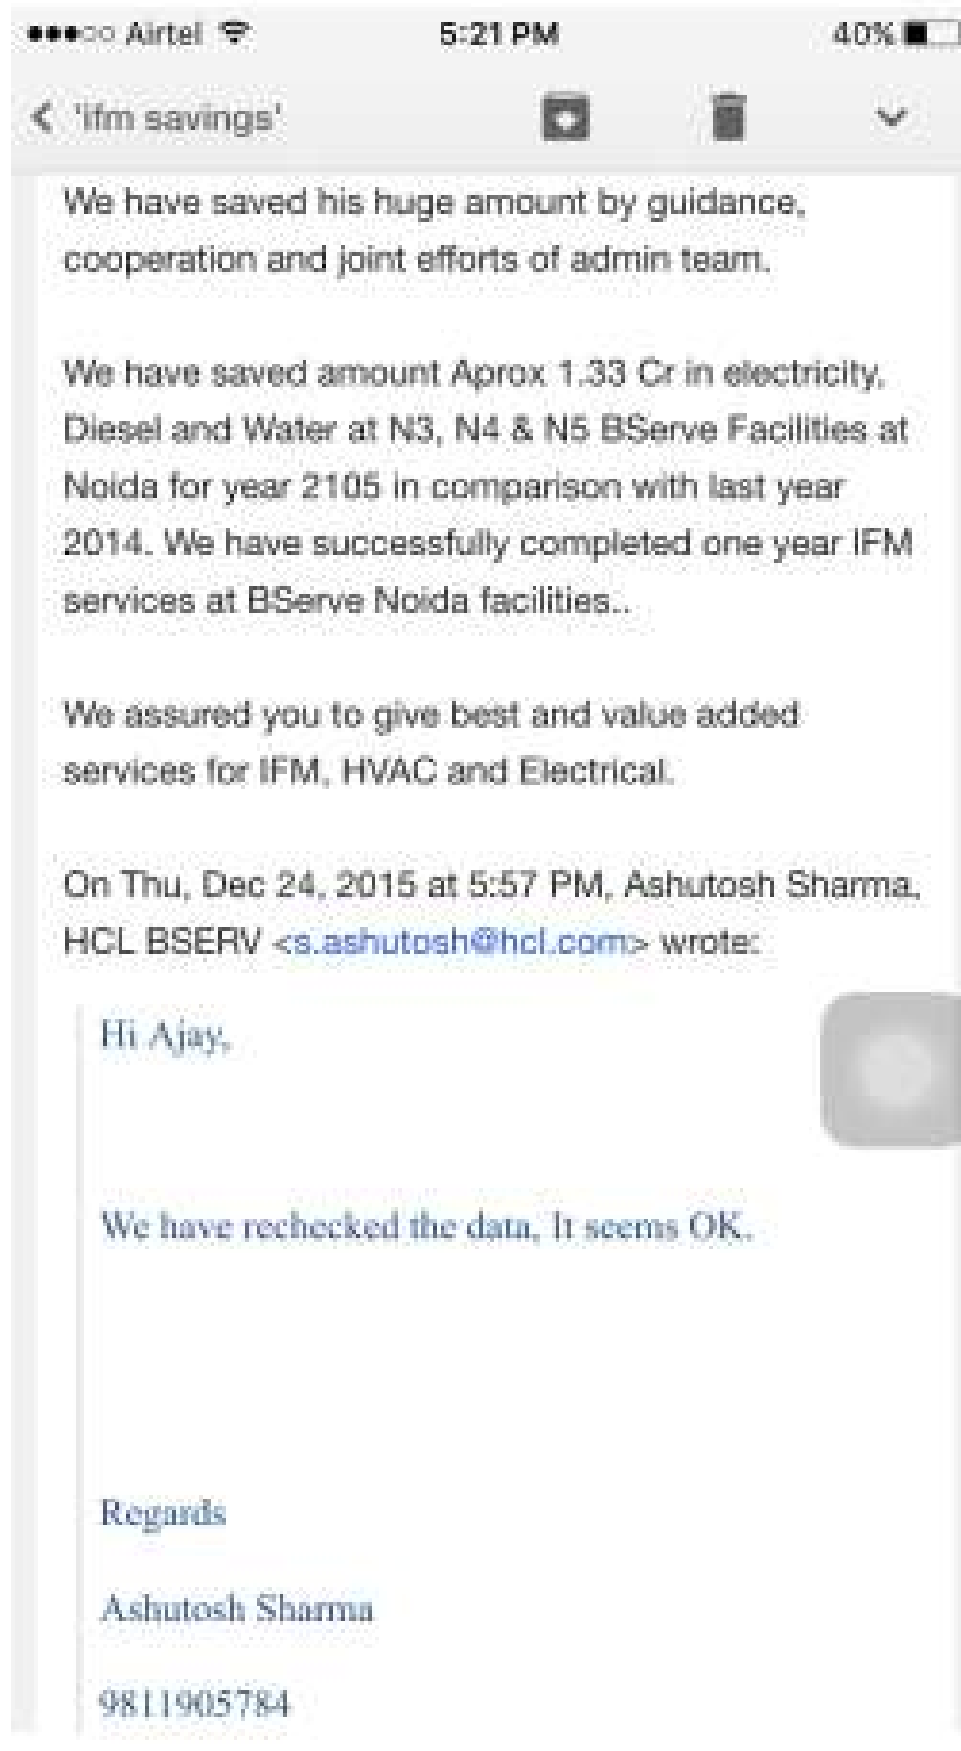 Airtel 5:21 PM 40%
'ifm savings'
We have saved his huge amount by guidance,
cooperation and joint efforts of admin team.
We have saved amount Aprox 1.33 Cr in electricity,
Diesel and Water at N3, N4 & N5 BServe Facilities at
Noida for year 2105 in comparison with last year
2014. We have successfully completed one year IFM
services at BServe Noida facilities..
We assured you to give best and value added
services for IFM, HVAC and Electrical.
On Thu, Dec 24, 2015 at 5:57 PM, Ashutosh Sharma,
HCL BSERV <s.ashutosh@hcl.com> wrote:
Hi Ajay,
We have rechecked the data, It seems OK.
Regards
Ashutosh Sharma
9811905784